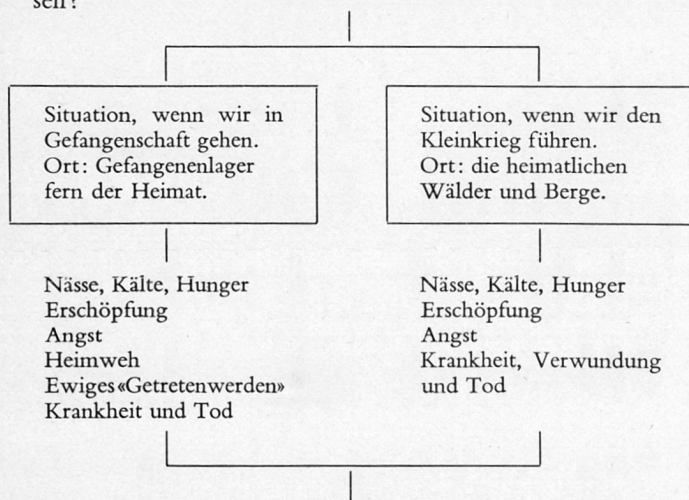 Situation, wenn wir in
Gefangenschaft gehen.
Ort: Gefangenenlager
fern der Heimat.
Situation, wenn wir den
Kleinkrieg führen.
Ort: die heimatlichen
Wälder und Berge.
Nässe, Kälte, Hunger
Erschöpfung
Angst
Heimweh
Ewiges «Getretenwerden»
Krankheit und Tod
Nässe, Kälte, Hunger
Erschöpfung
Angst
Krankheit, Verwundung
und Tod